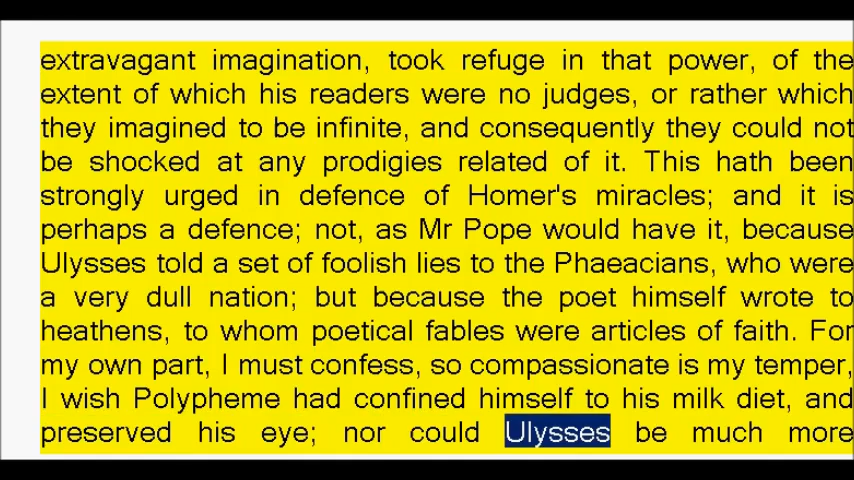 extravagant imagination, took refuge in that power, of the
extent of which his readers were no judges, or rather which
they imagined to be infinite, and consequently they could not
be shocked at any prodigies related of it. This hath been
strongly urged in defence of Homer's miracles; and it is
perhaps a defence; not, as Mr Pope would have it, because
Ulysses told a set of foolish lies to the Phaeacians, who were
a very dull nation; but because the poet himself wrote to
heathens, to whom poetical fables were articles of faith. For
my own part, I must confess, so compassionate is my temper,
I wish Polypheme had confined himself to his milk diet, and
preserved his eye; nor could Ulysses be much more